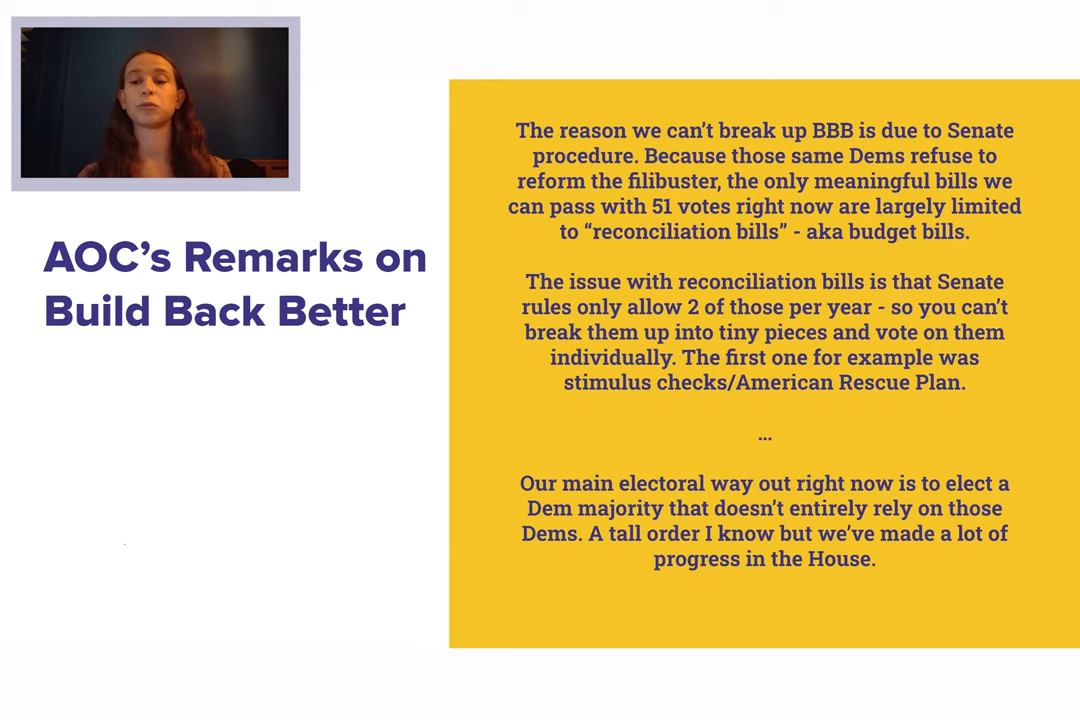 AOC’s Remarks on
Build Back Better
The reason we can’t break up BBB is due to Senate
procedure. Because those same Dems refuse to
reform the filibuster, the only meaningful bills we
can pass with 51 votes right now are largely limited
to “reconciliation bills” - aka budget bills.
The issue with reconciliation bills is that Senate
rules only allow 2 of those per year - so you can’t
break them up into tiny pieces and vote on them
individually. The first one for example was
stimulus checks/American Rescue Plan.
...
Our main electoral way out right now is to elect a
Dem majority that doesn’t entirely rely on those
Dems. A tall order I know but we’ve made a lot of
progress in the House.